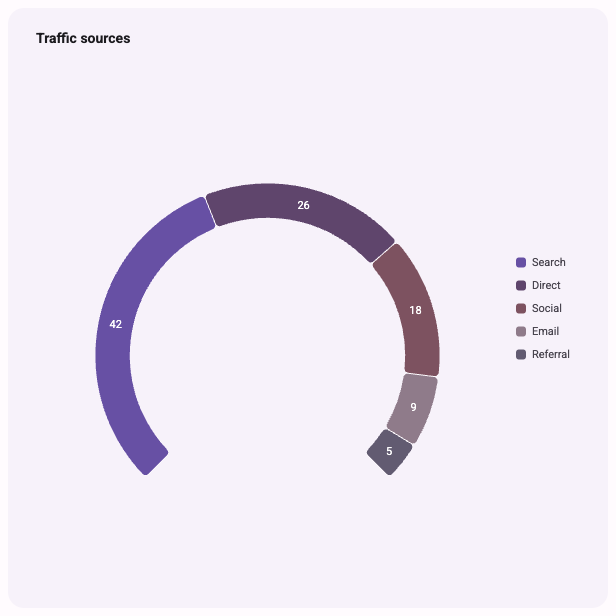 Traffic sources
26
18
42
9
5
Search
Direct
Social
Email
Referral